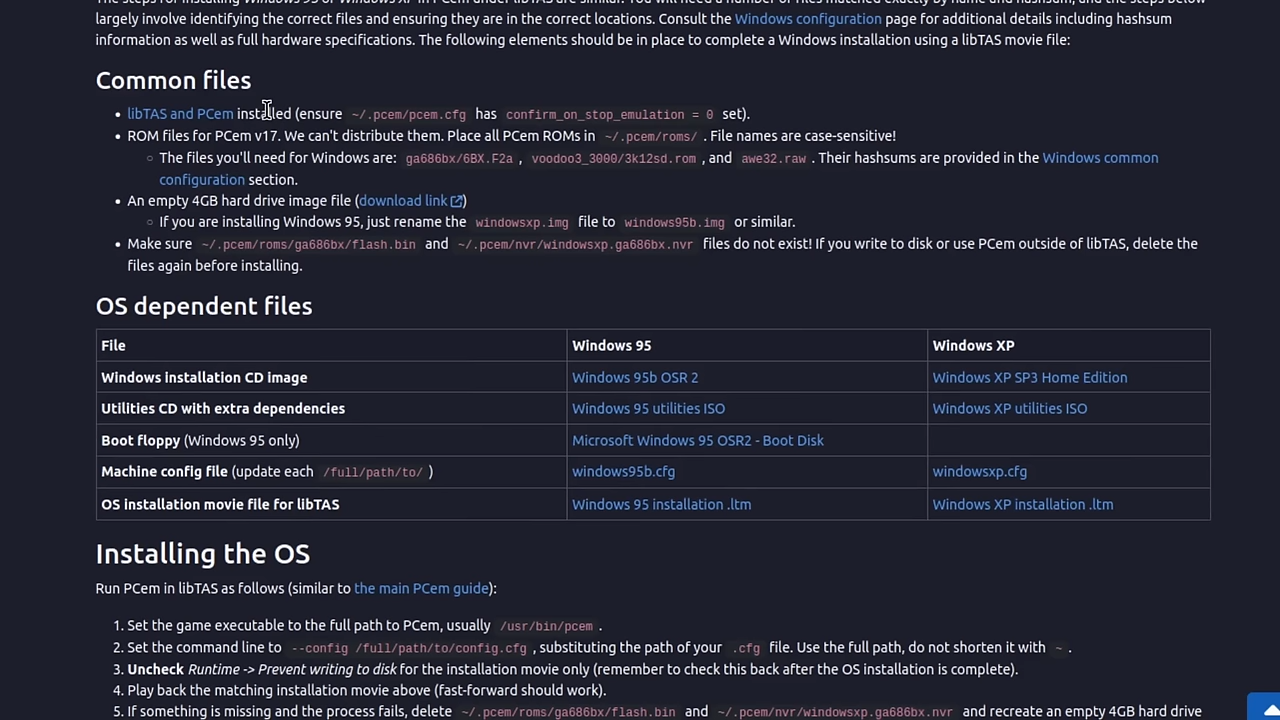 largely involve identifying the correct files and ensuring they are in the correct locations. Consult the Windows configuration page for additional details including hashsum
information as well as full hardware specifications. The following elements should be in place to complete a Windows installation using a libTAS movie file:
Common files
• libTAS and PCem installed (ensure ~/.pcem/pcem.cfg has confirm_on_stop_emulation = 0 set).
• ROM files for PCem v17. We can't distribute them. Place all PCem ROMs in ~/.pcem/roms/ . File names are case-sensitive!
◦ The files you'll need for Windows are: ga686bx/6BX.F2a , voodoo3_3000/3k12sd.rom , and awe32.raw . Their hashsums are provided in the Windows common
configuration section.
• An empty 4GB hard drive image file (download link)
◦ If you are installing Windows 95, just rename the windowsxp.img file to windows95b.img or similar.
• Make sure ~/.pcem/roms/ga686bx/flash.bin and ~/.pcem/nvr/windowsxp.ga686bx.nvr files do not exist! If you write to disk or use PCem outside of libTAS, delete the
files again before installing.
OS dependent files
File Windows 95 Windows XP
Windows installation CD image Windows 95b OSR 2 Windows XP SP3 Home Edition
Utilities CD with extra dependencies Windows 95 utilities ISO Windows XP utilities ISO
Boot floppy (Windows 95 only) Microsoft Windows 95 OSR2 - Boot Disk
Machine config file (update each /full/path/to/ ) windows95b.cfg windowsxp.cfg
OS installation movie file for libTAS Windows 95 installation .ltm Windows XP installation .ltm
Installing the OS
Run PCem in libTAS as follows (similar to the main PCem guide):
1. Set the game executable to the full path to PCem, usually /usr/bin/pcem .
2. Set the command line to --config /full/path/to/config.cfg , substituting the path of your .cfg file. Use the full path, do not shorten it with ~ .
3. Uncheck Runtime -> Prevent writing to disk for the installation movie only (remember to check this back after the OS installation is complete).
4. Play back the matching installation movie above (fast-forward should work).
5. If something is missing and the process fails, delete ~/.pcem/roms/ga686bx/flash.bin and ~/.pcem/nvr/windowsxp.ga686bx.nvr and recreate an empty 4GB hard drive